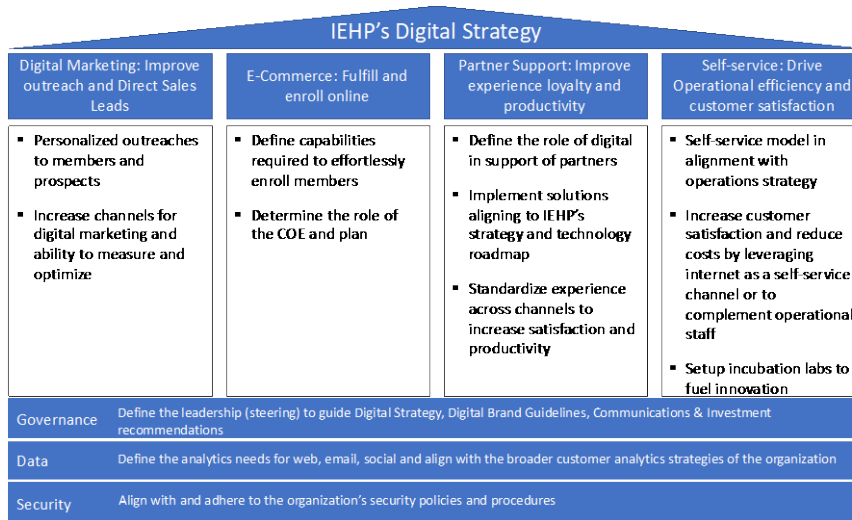 IEHP's Digital Strategy
Digital Marketing: Improve
outreach and Direct Sales
Leads
E-Commerce: Fulfill and
enroll online
Partner Support: Improve
experience loyalty and
productivity
Self-service: Drive
Operational efficiency and
customer satisfaction
▪ Personalized outreaches
to members and
prospects
▪ Increase channels for
digital marketing and
ability to measure and
optimize
▪ Define capabilities
required to effortlessly
enroll members
▪ Determine the role of
the COE and plan
▪ Define the role of digital
in support of partners
▪ Implement solutions
aligning to IEHP's
strategy and technology
roadmap
▪ Standardize experience
across channels to
increase satisfaction and
productivity
▪ Self-service model in
alignment with
operations strategy
▪ Increase customer
satisfaction and reduce
costs by leveraging
internet as a self-service
channel or to
complement operational
staff
▪ Setup incubation labs to
fuel innovation
Governance
Define the leadership (steering) to guide Digital Strategy, Digital Brand Guidelines, Communications & Investment
recommendations
Data
Define the analytics needs for web, email, social and align with the broader customer analytics strategies of the organization
Security
Align with and adhere to the organization's security policies and procedures